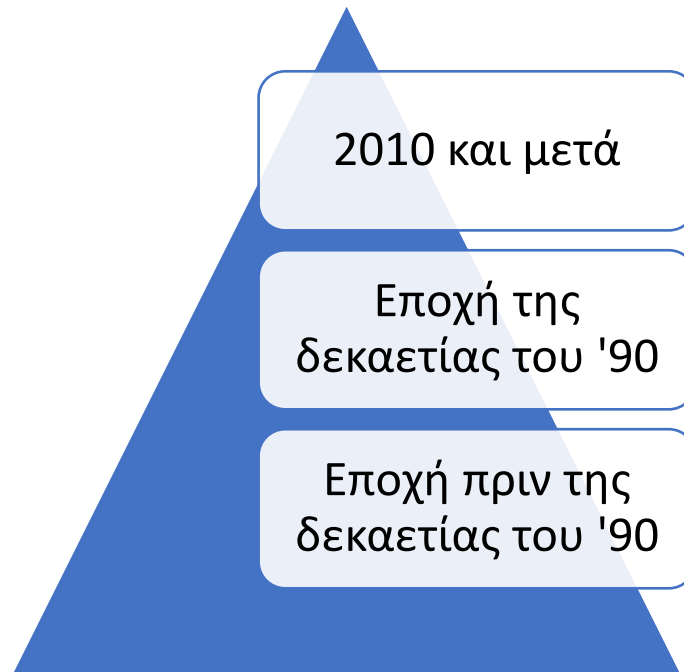 2010 και μετά
Εποχή της
δεκαετίας του '90
Εποχή πριν της
δεκαετίας του '90